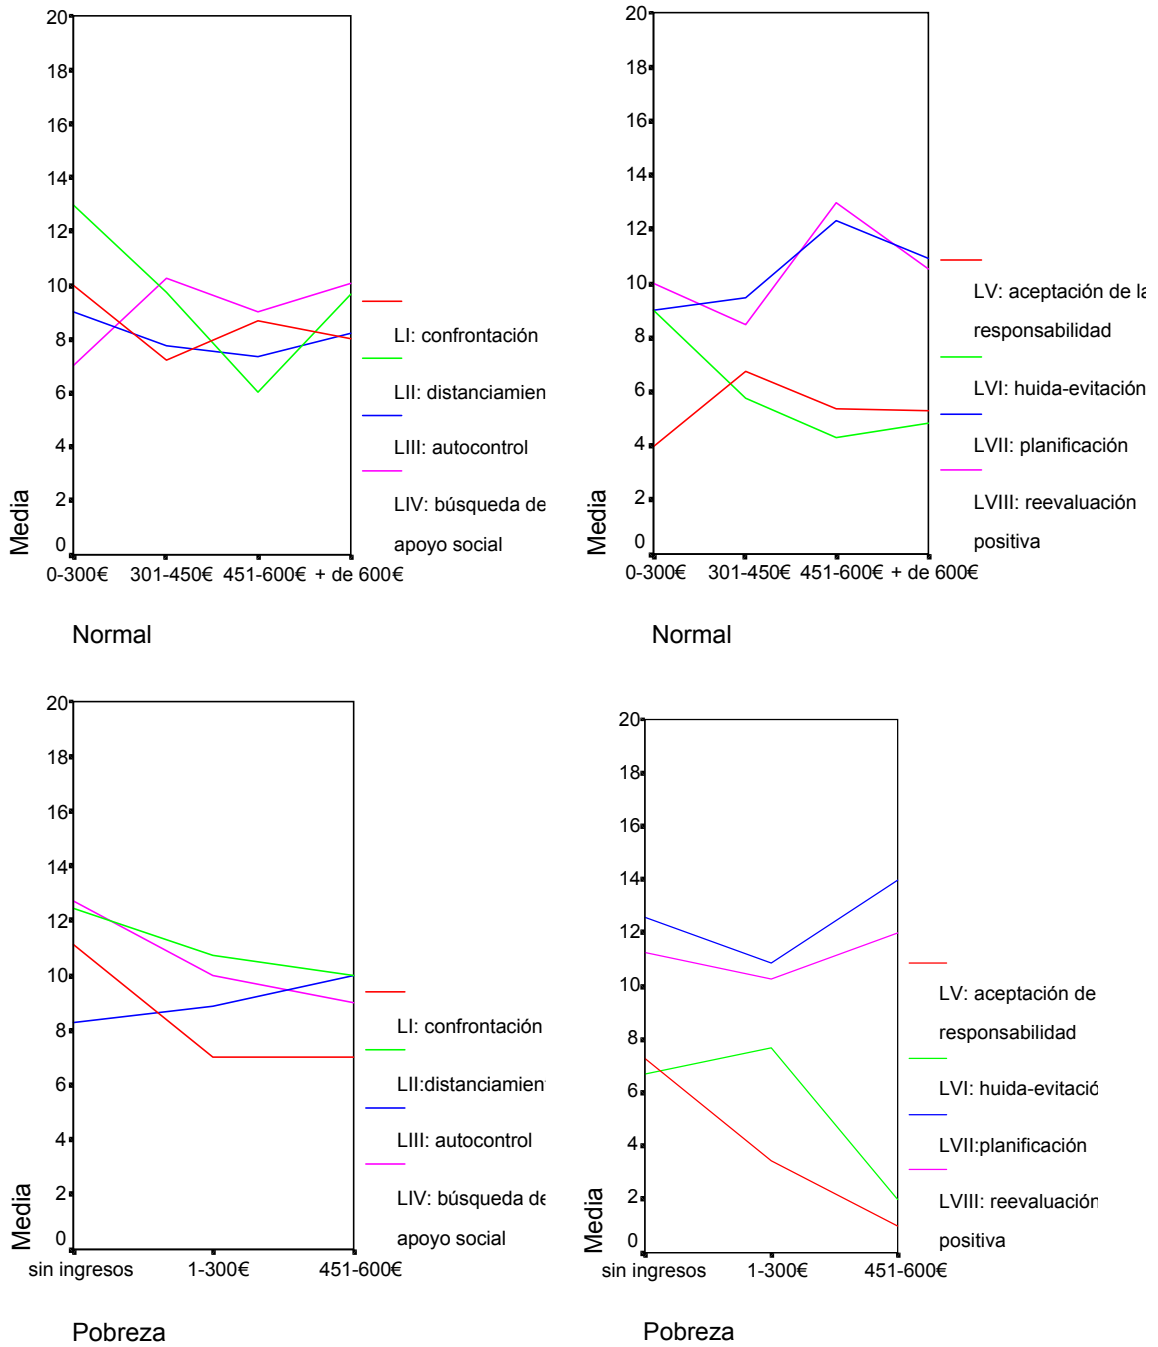 20
18
16
14
12
10
8
6
4
2
0
Media
0-300€ 301-450€ 451-600€ + de 600€
LI: confrontación
LII: distanciamien
LIII: autocontrol
LIV: búsqueda de
apoyo social
Normal
20
18
16
14
12
10
8
6
4
2
0
Media
0-300€ 301-450€ 451-600€ + de 600€
LV: aceptación de la
responsabilidad
LVI: huida-evitación
LVII: planificación
LVIII: reevaluación
positiva
Normal
20
18
16
14
12
10
8
6
4
2
0
Media
sin ingresos 1-300€ 451-600€
LI: confrontación
LII:distanciamien
LIII: autocontrol
LIV: búsqueda de
apoyo social
Pobreza
20
18
16
14
12
10
8
6
4
2
0
Media
sin ingresos 1-300€ 451-600€
LV: aceptación de
responsabilidad
LVI: huida-evitació
LVII:planificación
LVIII: reevaluación
positiva
Pobreza